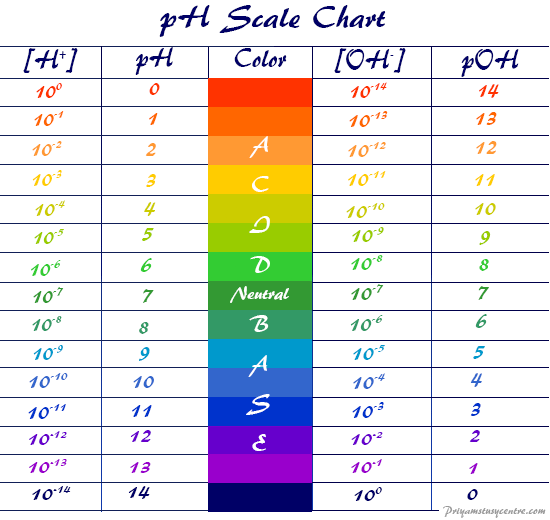 pH Scale Chart
[H⁺] pH Color [OH⁻] pOH
10⁰ 0 10⁻¹⁴ 14
10⁻¹ 1 10⁻¹³ 13
10⁻² 2 A 10⁻¹² 12
10⁻³ 3 C 10⁻¹¹ 11
10⁻⁴ 4 I 10⁻¹⁰ 10
10⁻⁵ 5 10⁻⁹ 9
10⁻⁶ 6 D 10⁻⁸ 8
10⁻⁷ 7 Neutral 10⁻⁷ 7
10⁻⁸ 8 B 10⁻⁶ 6
10⁻⁹ 9 A 10⁻⁵ 5
10⁻¹⁰ 10 10⁻⁴ 4
10⁻¹¹ 11 S 10⁻³ 3
10⁻¹² 12 E 10⁻² 2
10⁻¹³ 13 10⁻¹ 1
10⁻¹⁴ 14 10⁰ 0
Priyamstusycentre.com